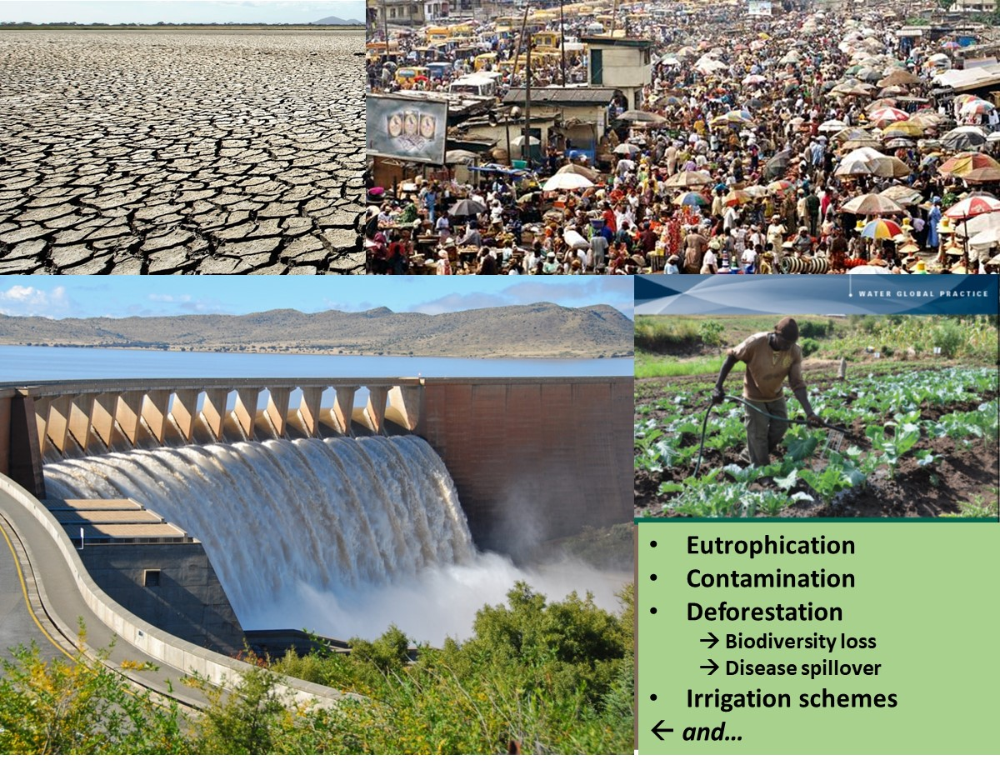 WATER GLOBAL PRACTICE
• Eutrophication
• Contamination
• Deforestation
→ Biodiversity loss
→ Disease spillover
• Irrigation schemes
← and...